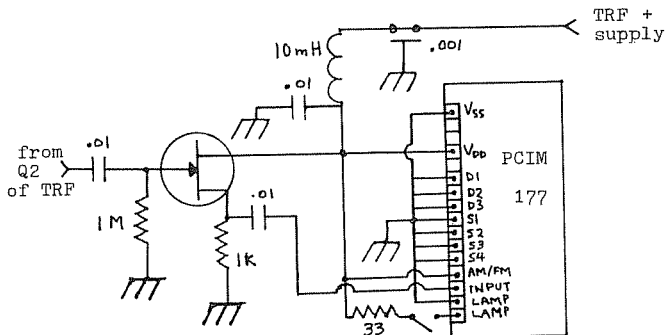 TRF +
supply
10mH
.001
.01
VSS
from
Q2
of TRF
.01
VDD
PCIM
177
D1
D2
D3
S1
S2
S3
S4
AM/FM
INPUT
LAMP
LAMP
.01
1M
1K
33